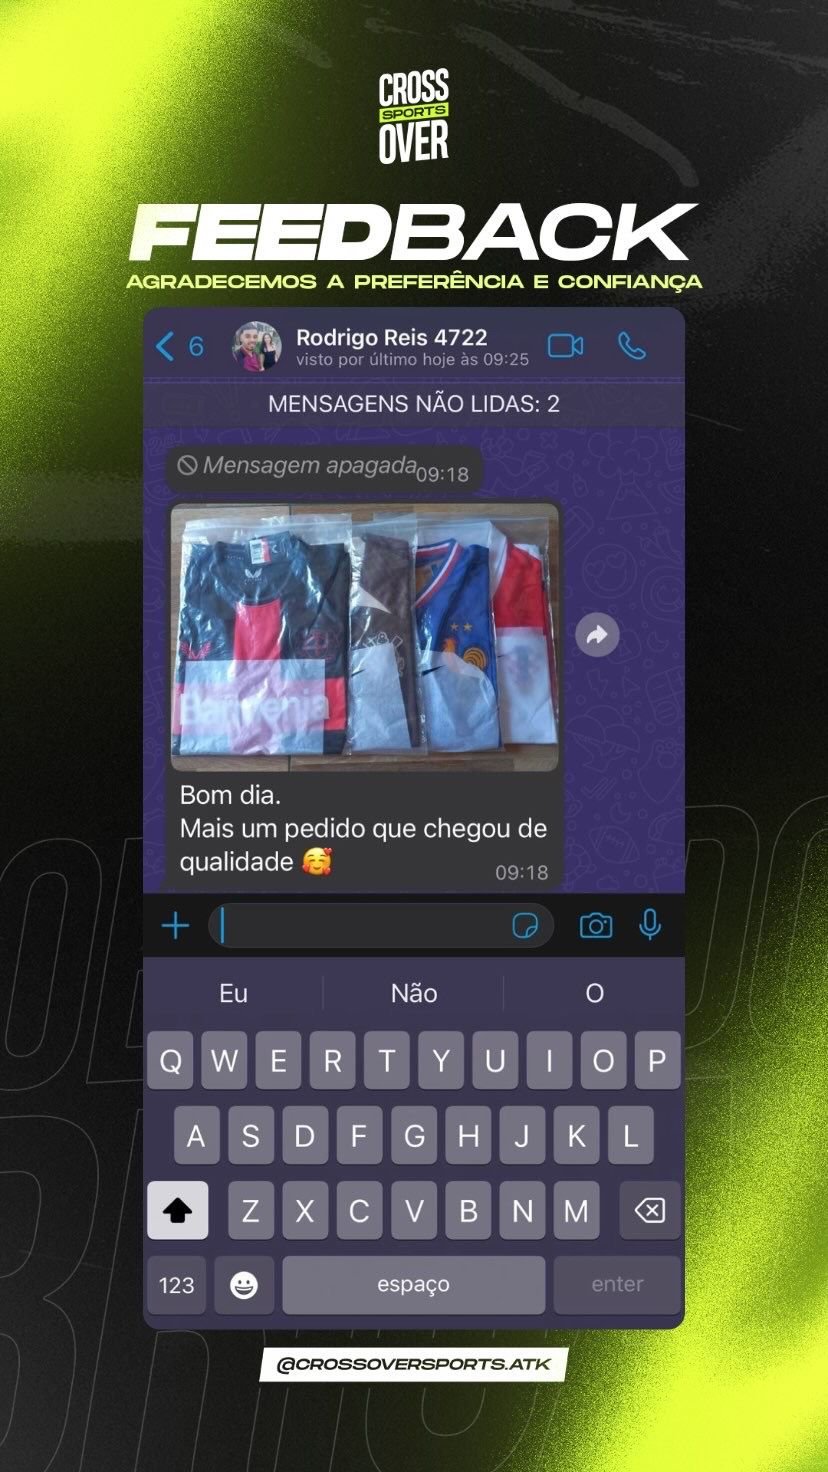 CROSS
SPORTS
OVER
FEEDBACK
AGRADECEMOS A PREFERÊNCIA E CONFIANÇA
6
Rodrigo Reis 4722
visto por último hoje às 09:25
MENSAGENS NÃO LIDAS: 2
Mensagem apagada 09:18
Barmenia
Bom dia.
Mais um pedido que chegou de
qualidade 🥰
09:18
Eu Não O
Q W E R T Y U I O P
A S D F G H J K L
Z X C V B N M
123 espaço enter
@CROSSOVERSPORTS.ATK